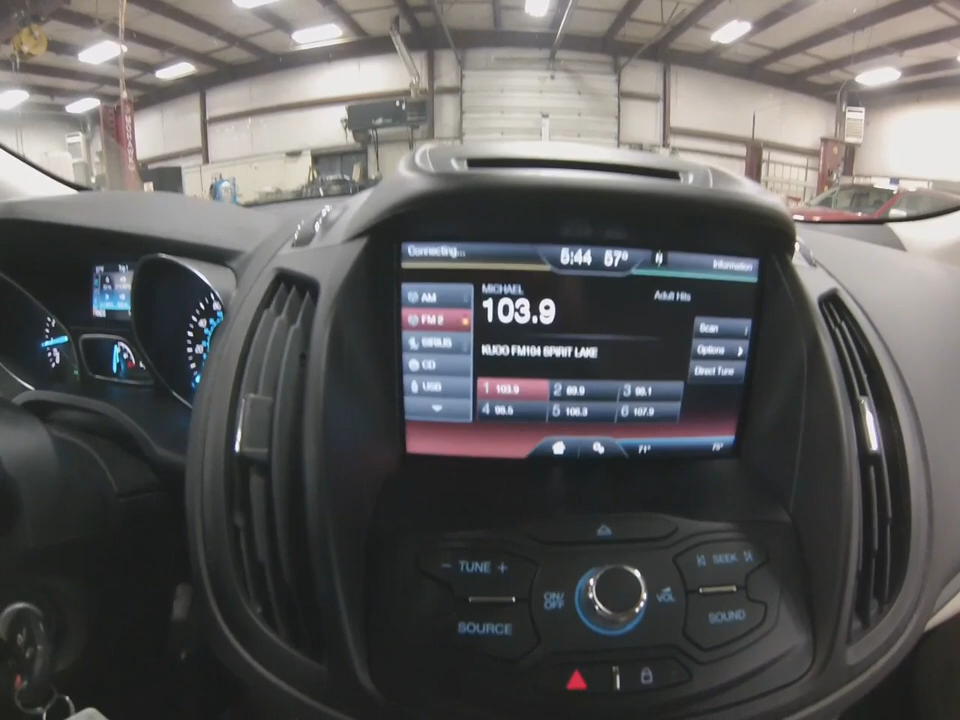 Connecting...
5:44 57°
Information
AM
FM 2
SIRIUS
CD
USB
MICHAEL
103.9
Adult Hits
KUOO FM104 SPIRIT LAKE
Scan
Options
Direct Tune
1 103.9 2 89.9 3 98.1
4 98.5 5 106.3 6 107.9
71° 75°
- TUNE +
SEEK
ON/
OFF
VOL
SOURCE
SOUND